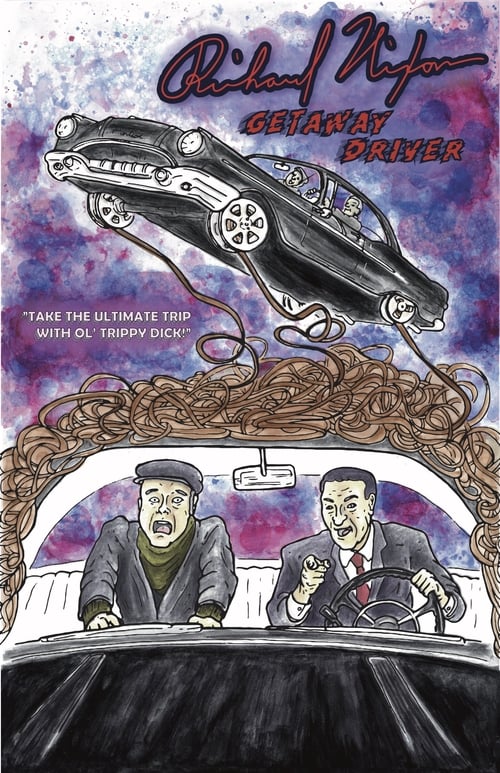 Richard Nixon
GETAWAY
DRIVER
"TAKE THE ULTIMATE TRIP
WITH OL' TRIPPY DICK!"